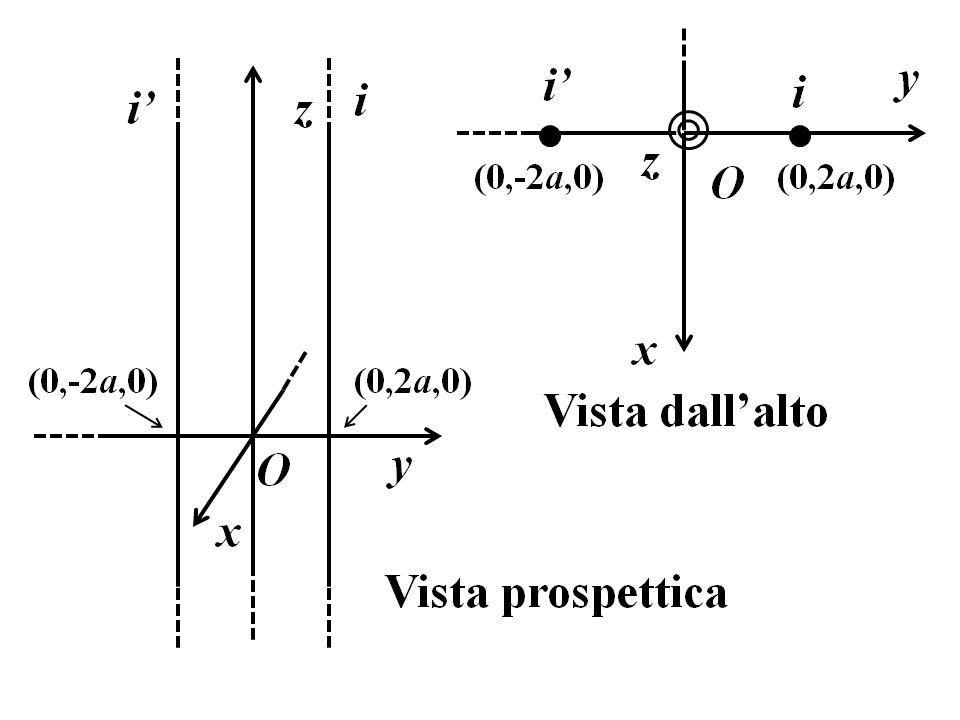 i’
z
i
(0,-2a,0)
(0,2a,0)
O
y
x
Vista prospettica
i’
i
y
(0,-2a,0)
z
O
(0,2a,0)
x
Vista dall’alto